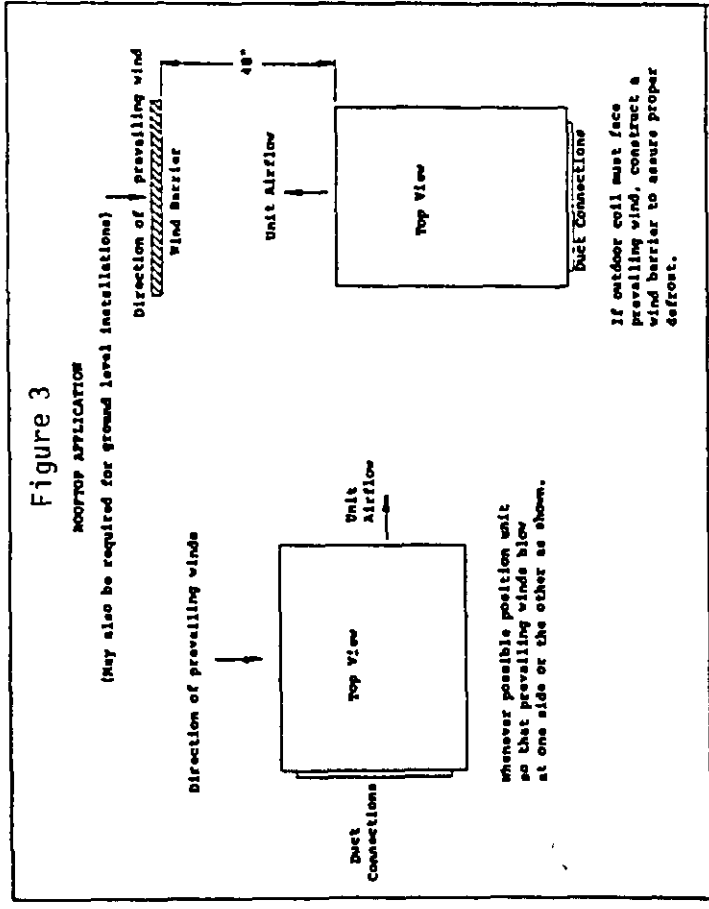 Figure 3
ROOFTOP APPLICATION
(May also be required for ground level installations)
Direction of prevailing winds
Top View
Unit
Airflow
Duct
Connections
Whenever possible position unit
so that prevailing winds blow
at one side or the other as shown.
Direction of prevailing wind
Wind Barrier
Unit Airflow
48"
Top View
Duct Connections
If outdoor coil must face
prevailing wind, construct a
wind barrier to assure proper
defrost.